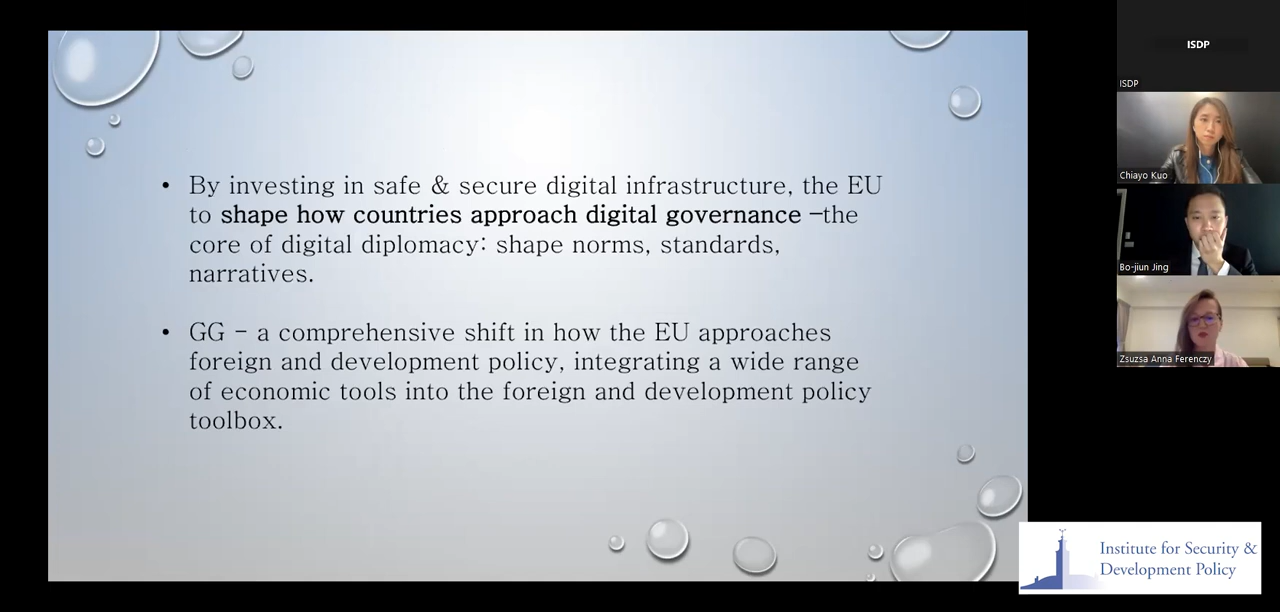 • By investing in safe & secure digital infrastructure, the EU
to shape how countries approach digital governance –the
core of digital diplomacy: shape norms, standards,
narratives.
• GG – a comprehensive shift in how the EU approaches
foreign and development policy, integrating a wide range
of economic tools into the foreign and development policy
toolbox.
ISDP
ISDP
Chiayo Kuo
Bo-jiun Jing
Zsuzsa Anna Ferenczy
Institute for Security &
Development Policy